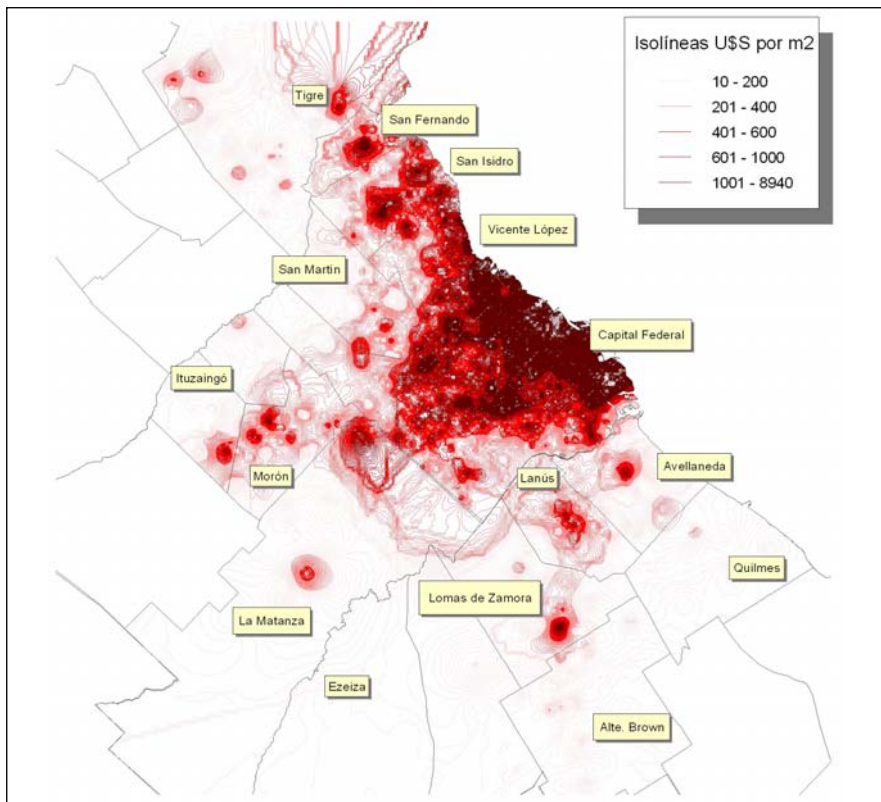 Isolíneas U$S por m2
10 - 200
201 - 400
401 - 600
601 - 1000
1001 - 8940
Tigre
San Fernando
San Isidro
Vicente López
San Martin
Capital Federal
Ituzaingó
Morón
Lanús
Avellaneda
Quilmes
Lomas de Zamora
La Matanza
Ezeiza
Alte. Brown